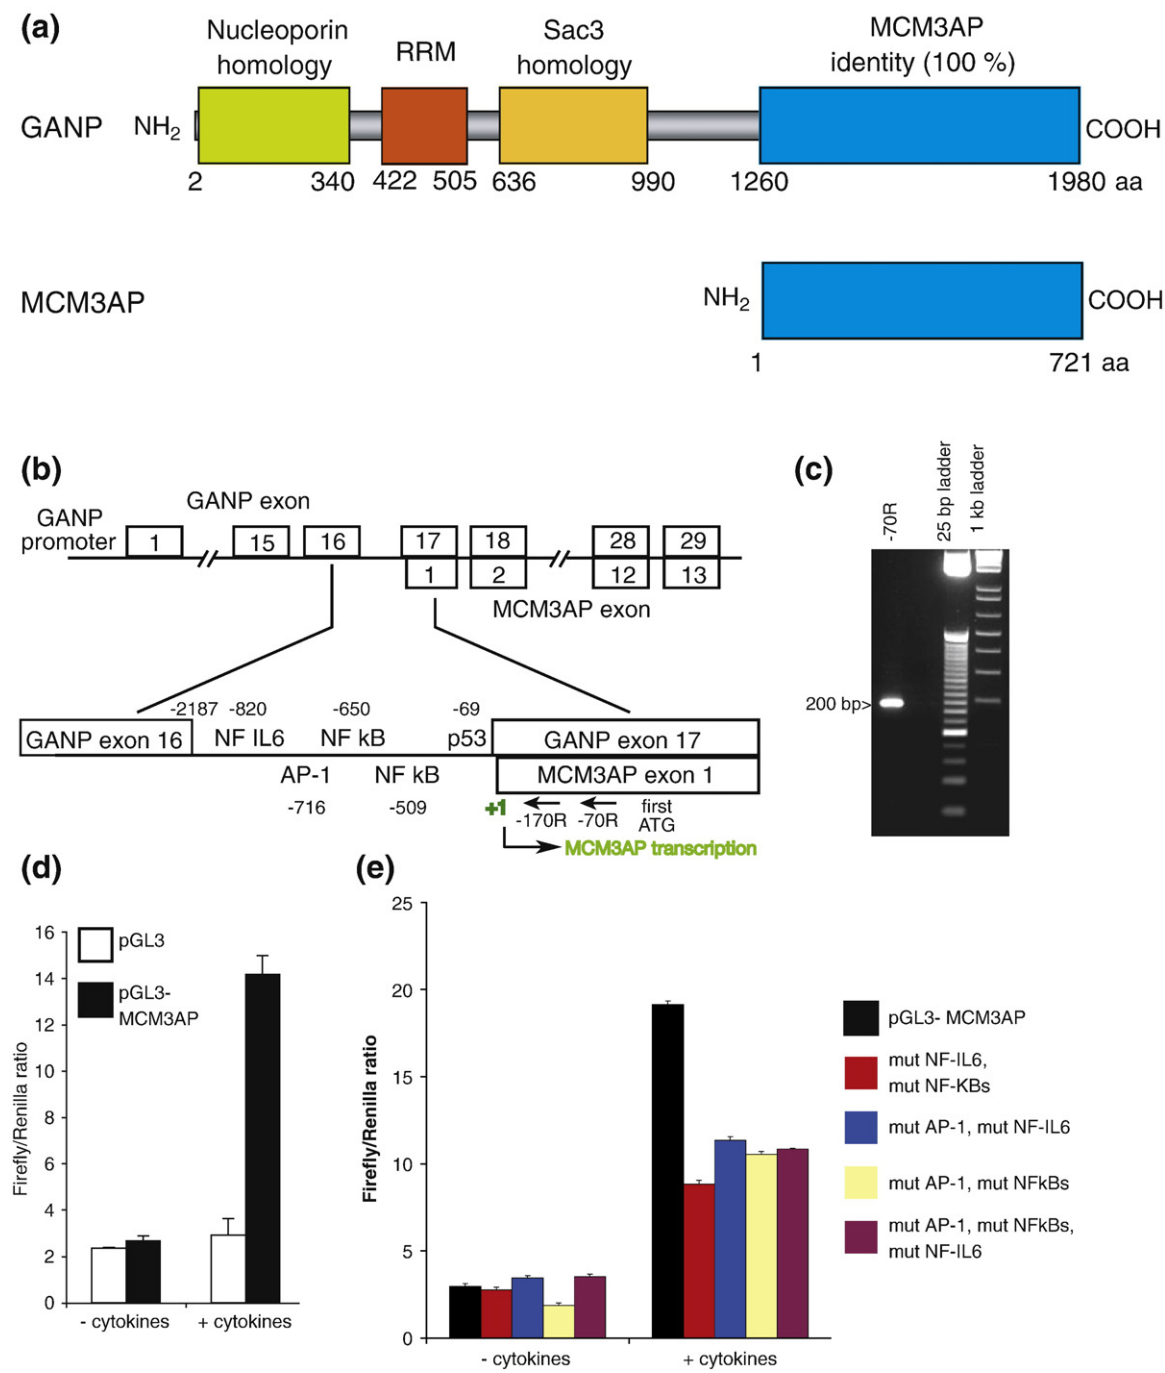 (a)
Nucleoporin
homology
RRM
Sac3
homology
MCM3AP
identity (100 %)
GANP
NH2
COOH
2
340
422
505
636
990
1260
1980 aa
MCM3AP
NH2
COOH
1
721 aa
(b)
GANP exon
GANP
promoter
1
15
16
17
18
28
29
1
2
12
13
MCM3AP exon
-2187
-820
-650
-69
GANP exon 16
NF IL6
NF kB
p53
GANP exon 17
AP-1
NF kB
MCM3AP exon 1
-716
-509
+1
-170R
-70R
first
ATG
MCM3AP transcription
(c)
-70R
25 bp ladder
1 kb ladder
200 bp>
(d)
Firefly/Renilla ratio
16
14
12
10
8
6
4
2
0
pGL3
pGL3-
MCM3AP
- cytokines
+ cytokines
(e)
Firefly/Renilla ratio
25
20
15
10
5
0
- cytokines
+ cytokines
pGL3- MCM3AP
mut NF-IL6,
mut NF-KBs
mut AP-1, mut NF-IL6
mut AP-1, mut NFkBs
mut AP-1, mut NFkBs,
mut NF-IL6